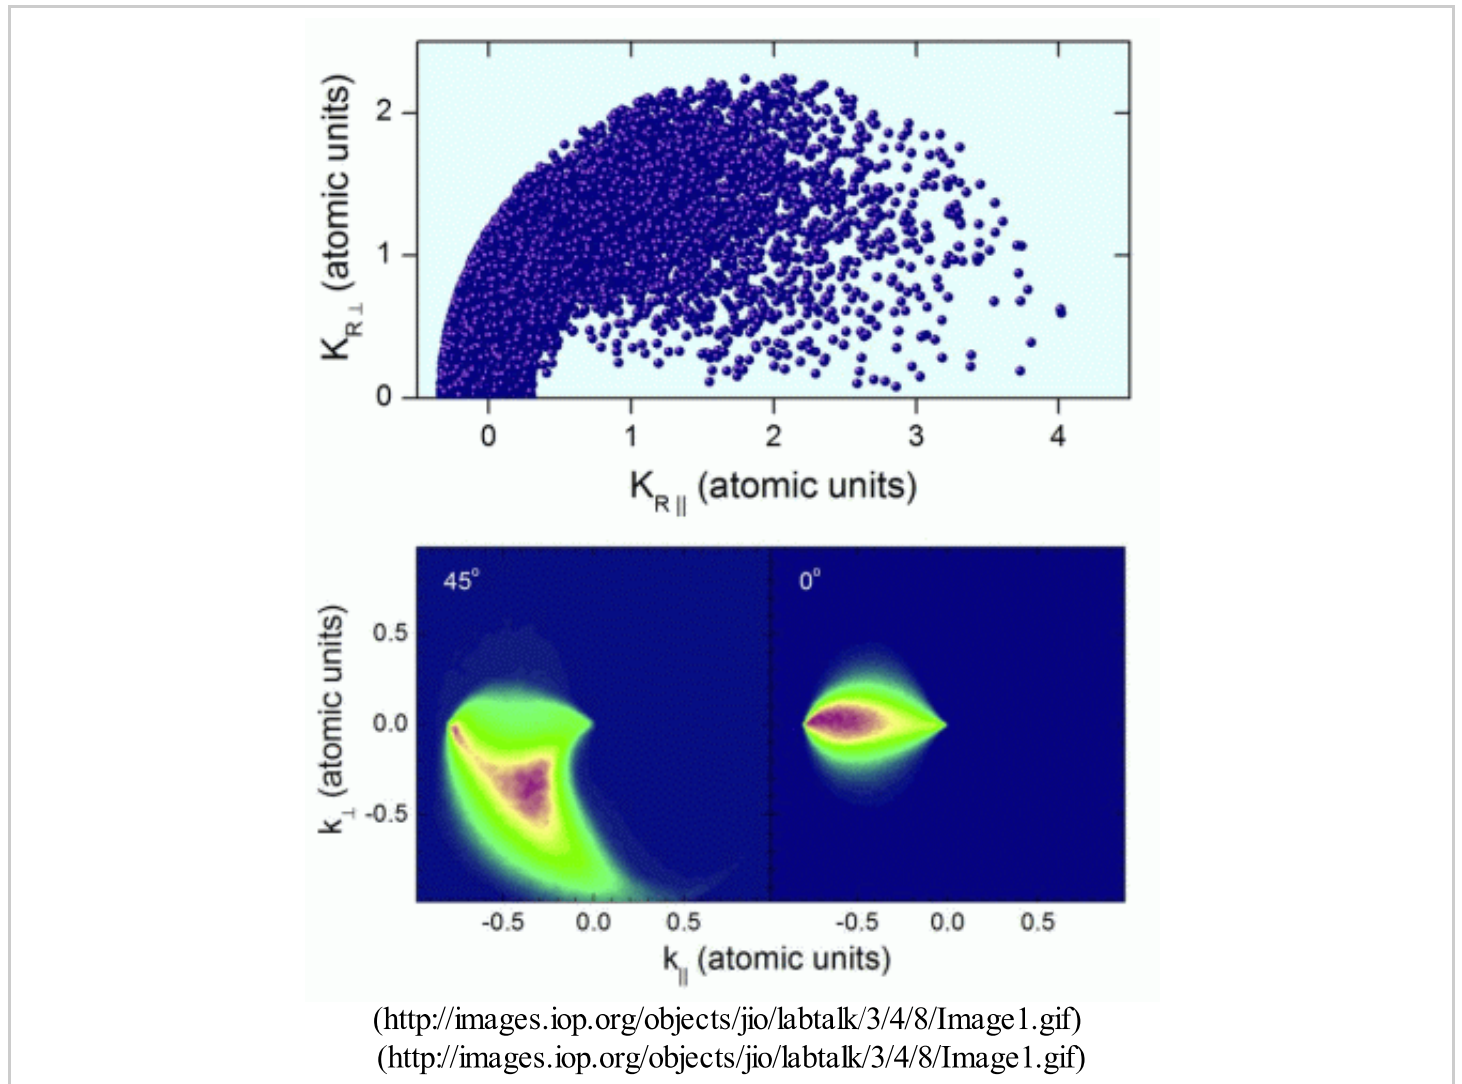 2
1
0
K_R⊥ (atomic units)
0 1 2 3 4
K_R|| (atomic units)
45° 0°
0.5
0.0
-0.5
k_⊥ (atomic units)
-0.5 0.0 0.5 -0.5 0.0 0.5
k_|| (atomic units)
(http://images.iop.org/objects/jio/labtalk/3/4/8/Image1.gif)
(http://images.iop.org/objects/jio/labtalk/3/4/8/Image1.gif)